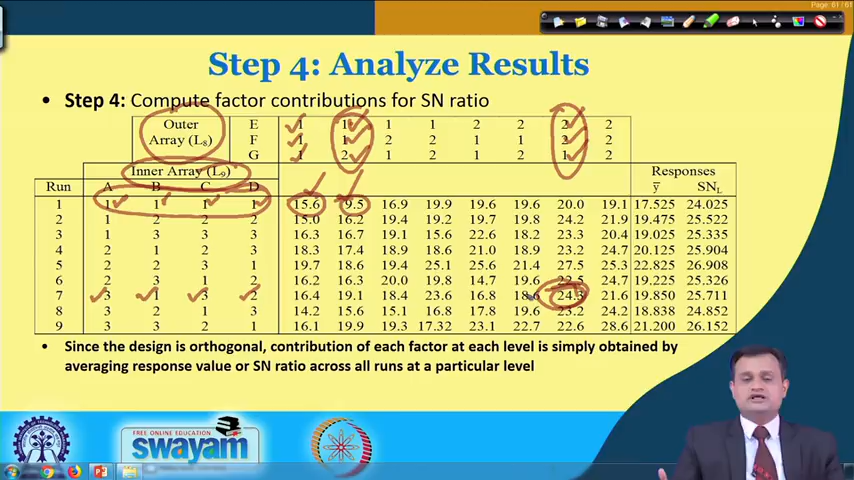 Page: 61 / 61
Step 4: Analyze Results
• Step 4: Compute factor contributions for SN ratio
Outer Array (L8) E 1 1 1 1 2 2 2 2
F 1 1 2 2 1 1 2 2
G 1 2 1 2 1 2 1 2
Inner Array (L9) Responses
Run A B C D y SNL
1 1 1 1 1 15.6 9.5 16.9 19.9 19.6 19.6 20.0 19.1 17.525 24.025
2 1 2 2 2 15.0 16.2 19.4 19.2 19.7 19.8 24.2 21.9 19.475 25.522
3 1 3 3 3 16.3 16.7 19.1 15.6 22.6 18.2 23.3 20.4 19.025 25.335
4 2 1 2 3 18.3 17.4 18.9 18.6 21.0 18.9 23.2 24.7 20.125 25.904
5 2 2 3 1 19.7 18.6 19.4 25.1 25.6 21.4 27.5 25.3 22.825 26.908
6 2 3 1 2 16.2 16.3 20.0 19.8 14.7 19.6 22.5 24.7 19.225 25.326
7 3 1 3 2 16.4 19.1 18.4 23.6 16.8 18.6 24.3 21.6 19.850 25.711
8 3 2 1 3 14.2 15.6 15.1 16.8 17.8 19.6 23.2 24.2 18.838 24.852
9 3 3 2 1 16.1 19.9 19.3 17.32 23.1 22.7 22.6 28.6 21.200 26.152
• Since the design is orthogonal, contribution of each factor at each level is simply obtained by
averaging response value or SN ratio across all runs at a particular level
FREE ONLINE EDUCATION
swayam